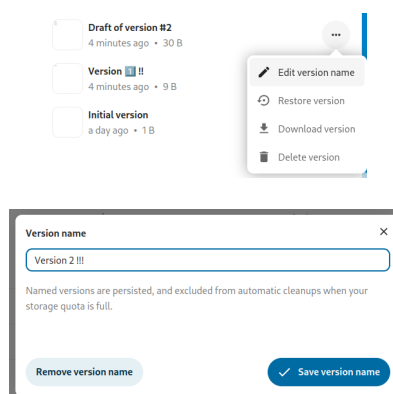 Draft of version #2
4 minutes ago • 30 B
Version 1️⃣ !!
4 minutes ago • 9 B
Initial version
a day ago • 1 B
Edit version name
Restore version
Download version
Delete version
Version name
Version 2 !!!
Named versions are persisted, and excluded from automatic cleanups when your
storage quota is full.
Remove version name
Save version name